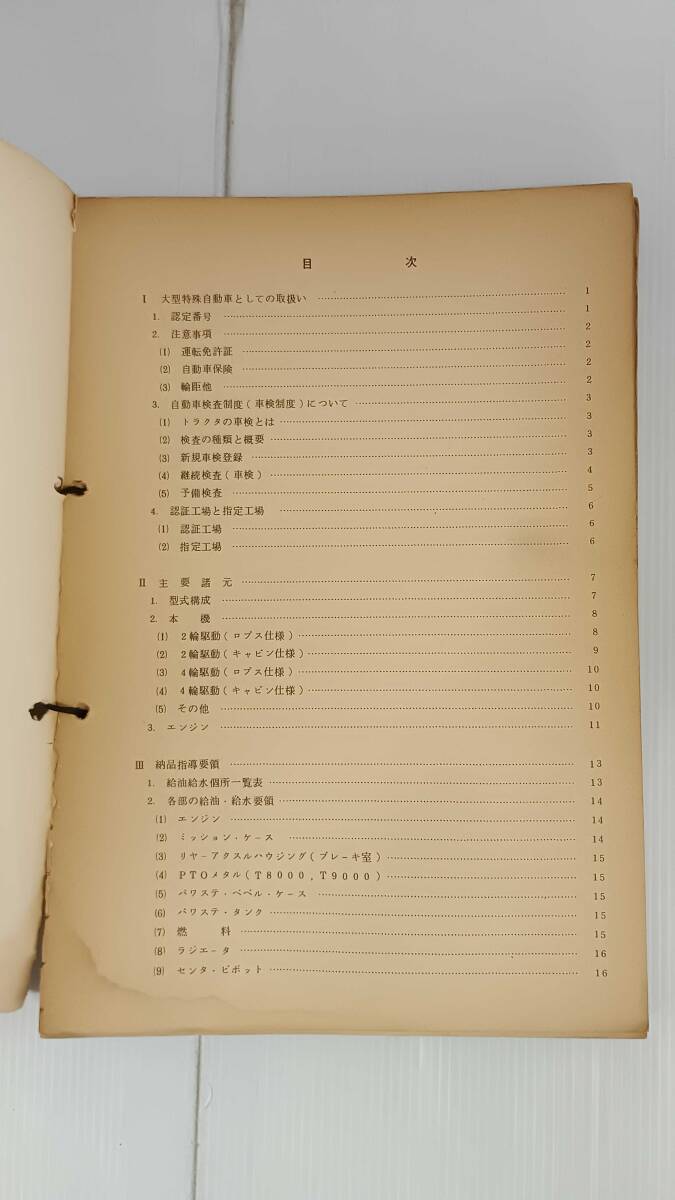 目 次
Ⅰ 大型特殊自動車としての取扱い …… 1
1. 認定番号 …… 1
2. 注意事項 …… 2
(1) 運転免許証 …… 2
(2) 自動車保険 …… 2
(3) 輪距他 …… 2
3. 自動車検査制度(車検制度)について …… 3
(1) トラクタの車検とは …… 3
(2) 検査の種類と概要 …… 3
(3) 新規車検登録 …… 3
(4) 継続検査(車検) …… 4
(5) 予備検査 …… 5
4. 認証工場と指定工場 …… 6
(1) 認証工場 …… 6
(2) 指定工場 …… 6
Ⅱ 主要諸元 …… 7
1. 型式構成 …… 7
2. 本 機 …… 8
(1) 2輪駆動(ロプス仕様) …… 8
(2) 2輪駆動(キャビン仕様) …… 9
(3) 4輪駆動(ロプス仕様) …… 10
(4) 4輪駆動(キャビン仕様) …… 10
(5) その他 …… 10
3. エンジン …… 11
Ⅲ 納品指導要領 …… 13
1. 給油給水個所一覧表 …… 13
2. 各部の給油・給水要領 …… 14
(1) エンジン …… 14
(2) ミッション・ケース …… 14
(3) リヤーアクスルハウジング(ブレーキ室) …… 15
(4) PTOメタル(T8000,T9000) …… 15
(5) パワステ・ベベル・ケース …… 15
(6) パワステ・タンク …… 15
(7) 燃 料 …… 15
(8) ラジエータ …… 16
(9) センタ・ピボット …… 16